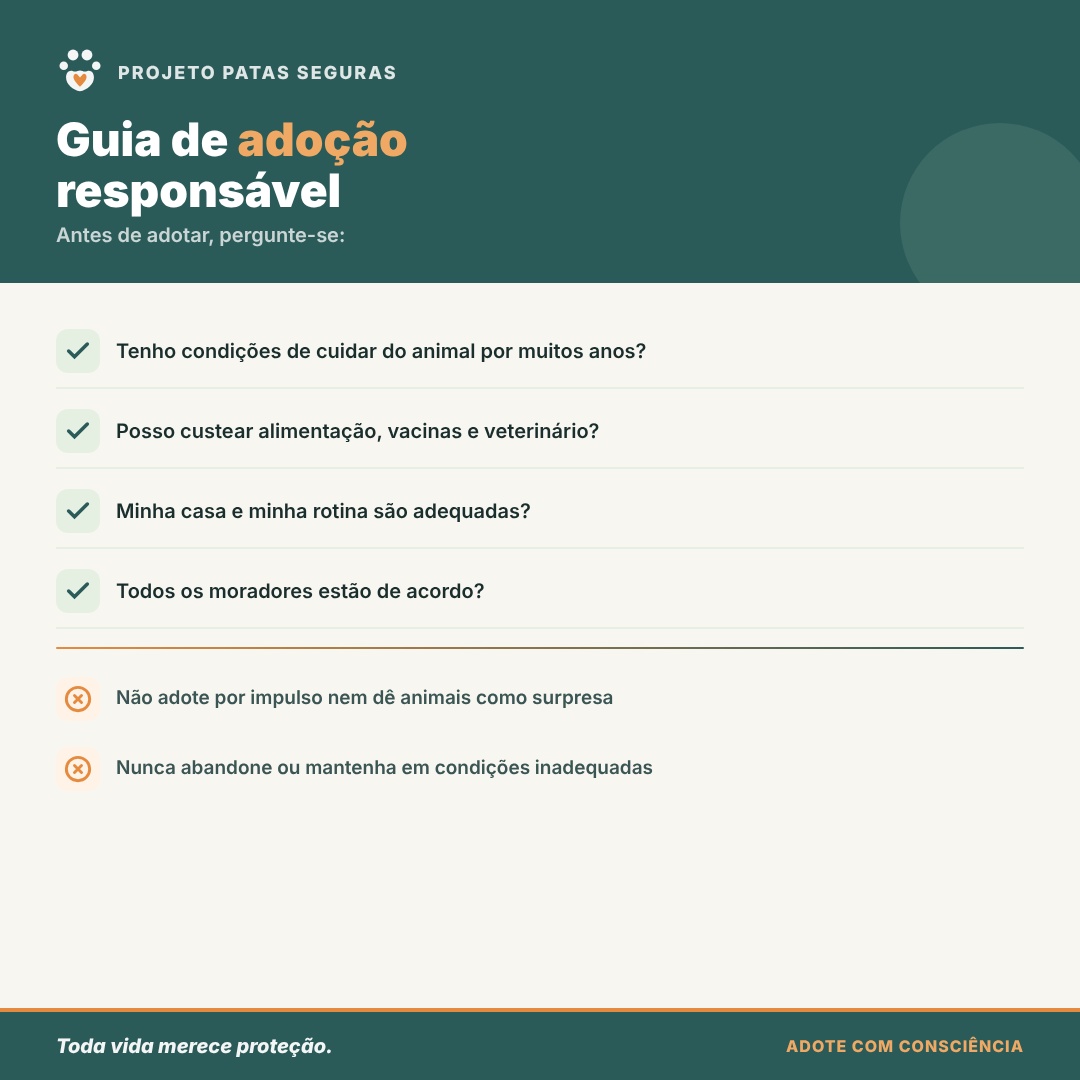 PROJETO PATAS SEGURAS
Guia de adoção
responsável
Antes de adotar, pergunte-se:
Tenho condições de cuidar do animal por muitos anos?
Posso custear alimentação, vacinas e veterinário?
Minha casa e minha rotina são adequadas?
Todos os moradores estão de acordo?
Não adote por impulso nem dê animais como surpresa
Nunca abandone ou mantenha em condições inadequadas
Toda vida merece proteção.
ADOTE COM CONSCIÊNCIA